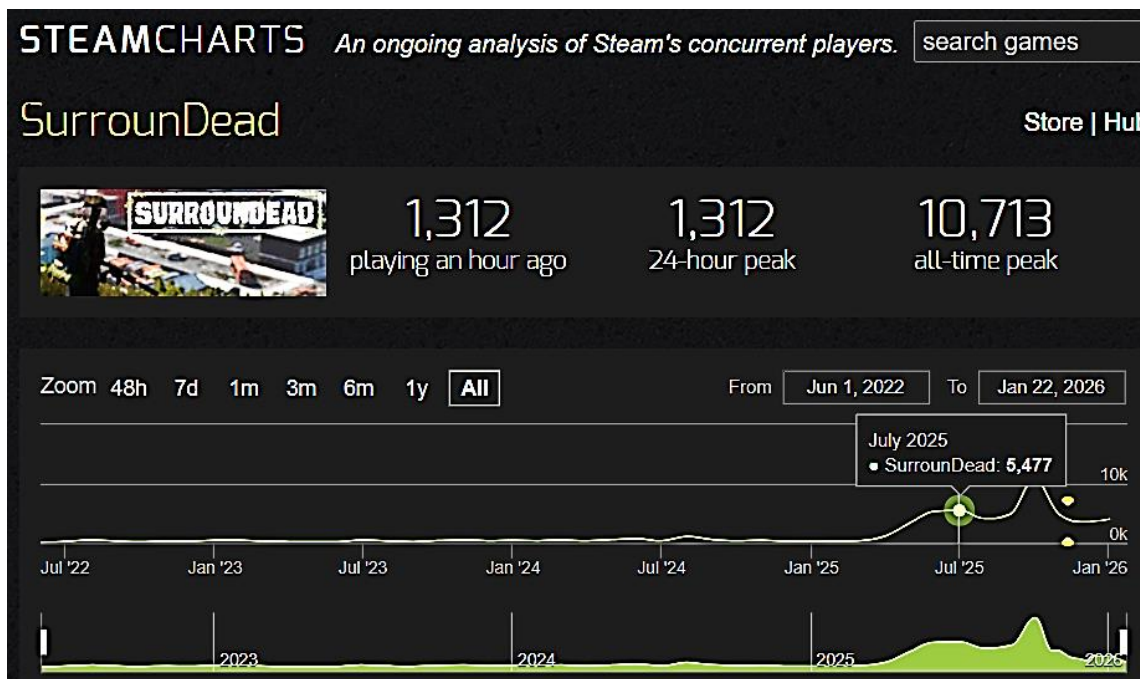 STEAMCHARTS An ongoing analysis of Steam's concurrent players. search games
SurrounDead
Store | Hub
SURROUNDEAD
1,312 1,312 10,713
playing an hour ago 24-hour peak all-time peak
Zoom 48h 7d 1m 3m 6m 1y All From Jun 1, 2022 To Jan 22, 2026
July 2025
● SurrounDead: 5,477
10k
0k
Jul '22 Jan '23 Jul '23 Jan '24 Jul '24 Jan '25 Jul '25 Jan '26
2023 2024 2025 2026